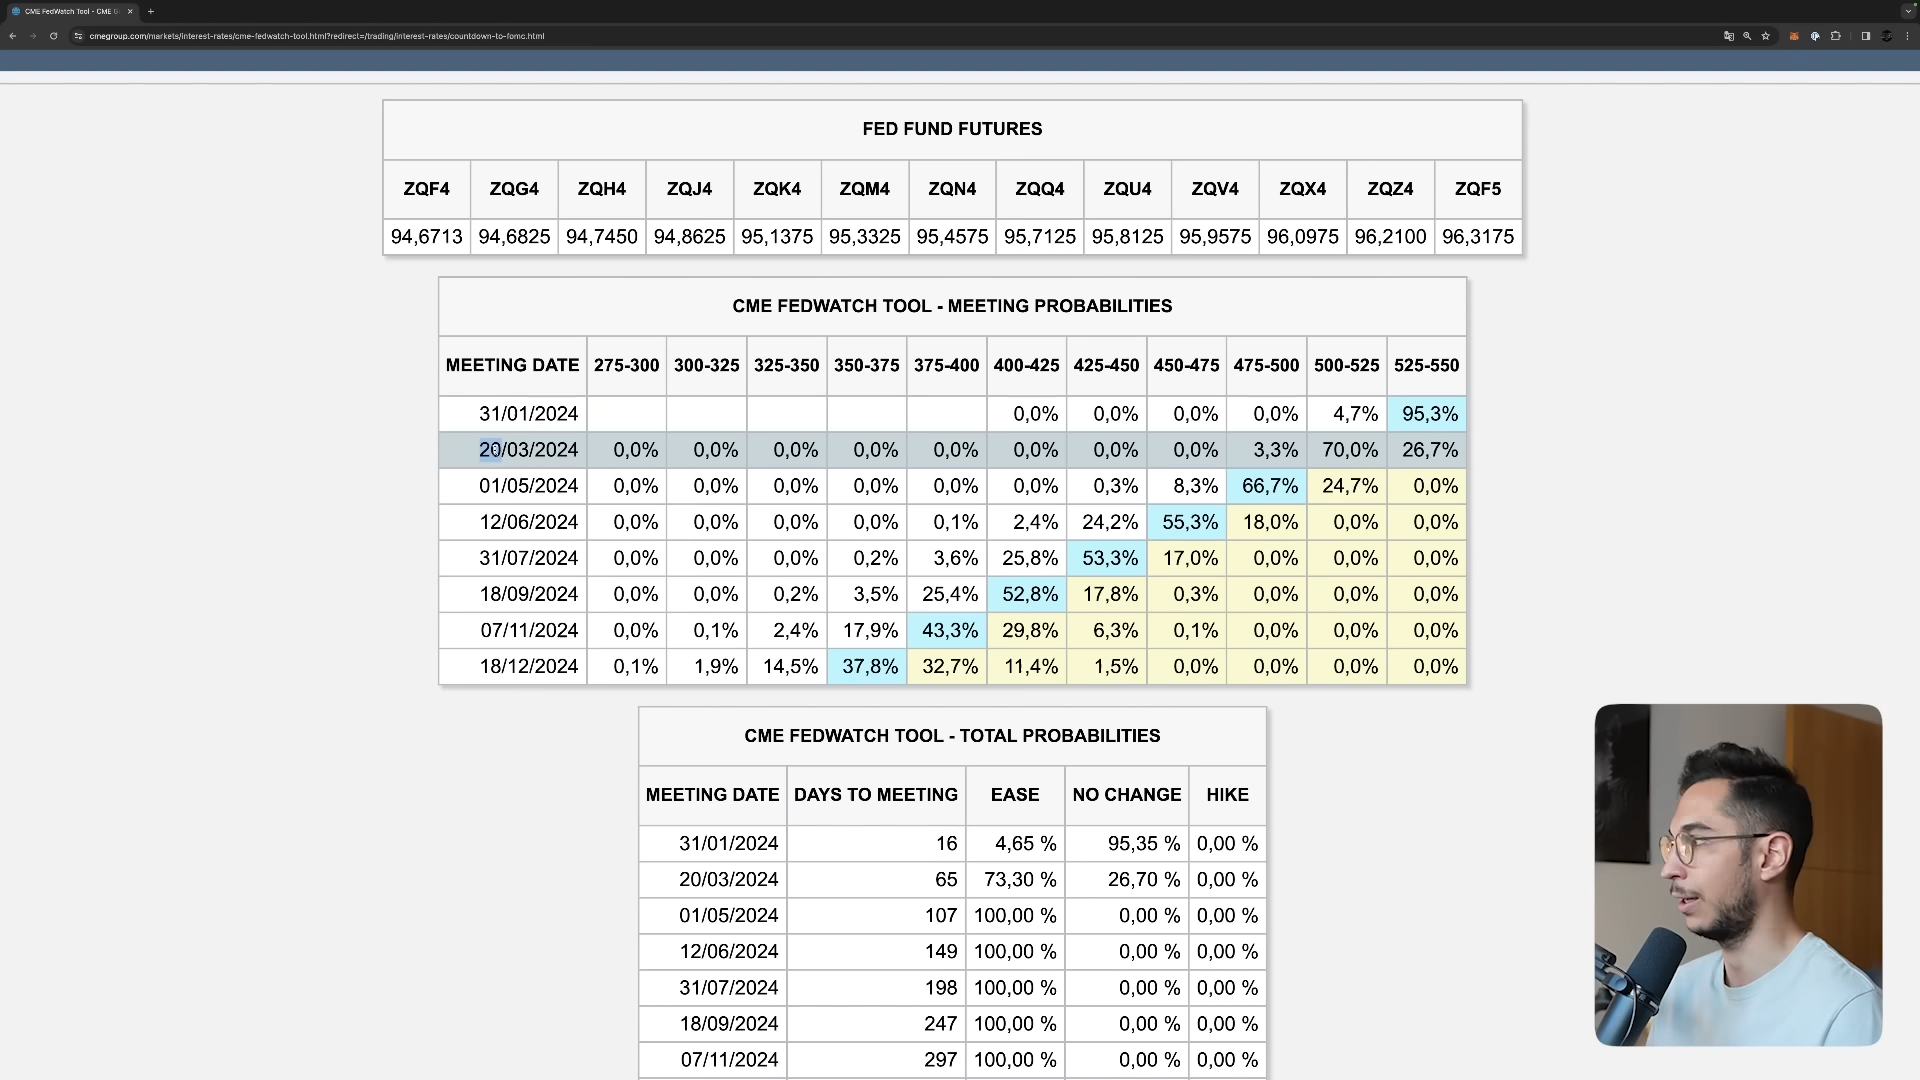 CME FedWatch Tool - CME G
cmegroup.com/markets/interest-rates/cme-fedwatch-tool.html?redirect=/trading/interest-rates/countdown-to-fomc.html
FED FUND FUTURES
ZQF4 ZQG4 ZQH4 ZQJ4 ZQK4 ZQM4 ZQN4 ZQQ4 ZQU4 ZQV4 ZQX4 ZQZ4 ZQF5
94,6713 94,6825 94,7450 94,8625 95,1375 95,3325 95,4575 95,7125 95,8125 95,9575 96,0975 96,2100 96,3175
CME FEDWATCH TOOL - MEETING PROBABILITIES
MEETING DATE 275-300 300-325 325-350 350-375 375-400 400-425 425-450 450-475 475-500 500-525 525-550
31/01/2024 0,0% 0,0% 0,0% 0,0% 4,7% 95,3%
20/03/2024 0,0% 0,0% 0,0% 0,0% 0,0% 0,0% 0,0% 0,0% 3,3% 70,0% 26,7%
01/05/2024 0,0% 0,0% 0,0% 0,0% 0,0% 0,0% 0,3% 8,3% 66,7% 24,7% 0,0%
12/06/2024 0,0% 0,0% 0,0% 0,0% 0,1% 2,4% 24,2% 55,3% 18,0% 0,0% 0,0%
31/07/2024 0,0% 0,0% 0,0% 0,2% 3,6% 25,8% 53,3% 17,0% 0,0% 0,0% 0,0%
18/09/2024 0,0% 0,0% 0,2% 3,5% 25,4% 52,8% 17,8% 0,3% 0,0% 0,0% 0,0%
07/11/2024 0,0% 0,1% 2,4% 17,9% 43,3% 29,8% 6,3% 0,1% 0,0% 0,0% 0,0%
18/12/2024 0,1% 1,9% 14,5% 37,8% 32,7% 11,4% 1,5% 0,0% 0,0% 0,0% 0,0%
CME FEDWATCH TOOL - TOTAL PROBABILITIES
MEETING DATE DAYS TO MEETING EASE NO CHANGE HIKE
31/01/2024 16 4,65 % 95,35 % 0,00 %
20/03/2024 65 73,30 % 26,70 % 0,00 %
01/05/2024 107 100,00 % 0,00 % 0,00 %
12/06/2024 149 100,00 % 0,00 % 0,00 %
31/07/2024 198 100,00 % 0,00 % 0,00 %
18/09/2024 247 100,00 % 0,00 % 0,00 %
07/11/2024 297 100,00 % 0,00 % 0,00 %